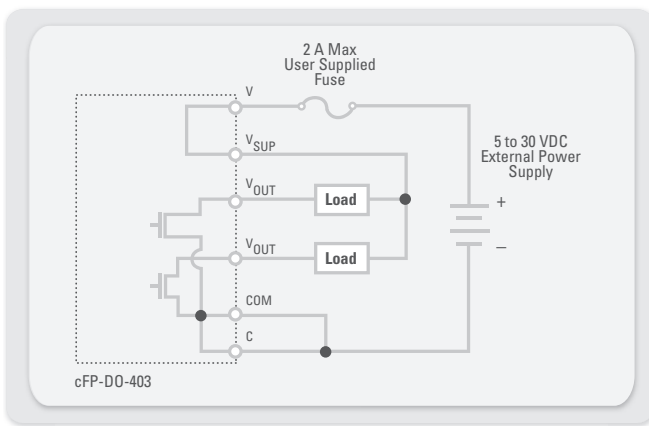 2 A Max
User Supplied
Fuse
V
VSUP
5 to 30 VDC
External Power
Supply
VOUT
Load
+
VOUT
Load
–
COM
C
cFP-DO-403